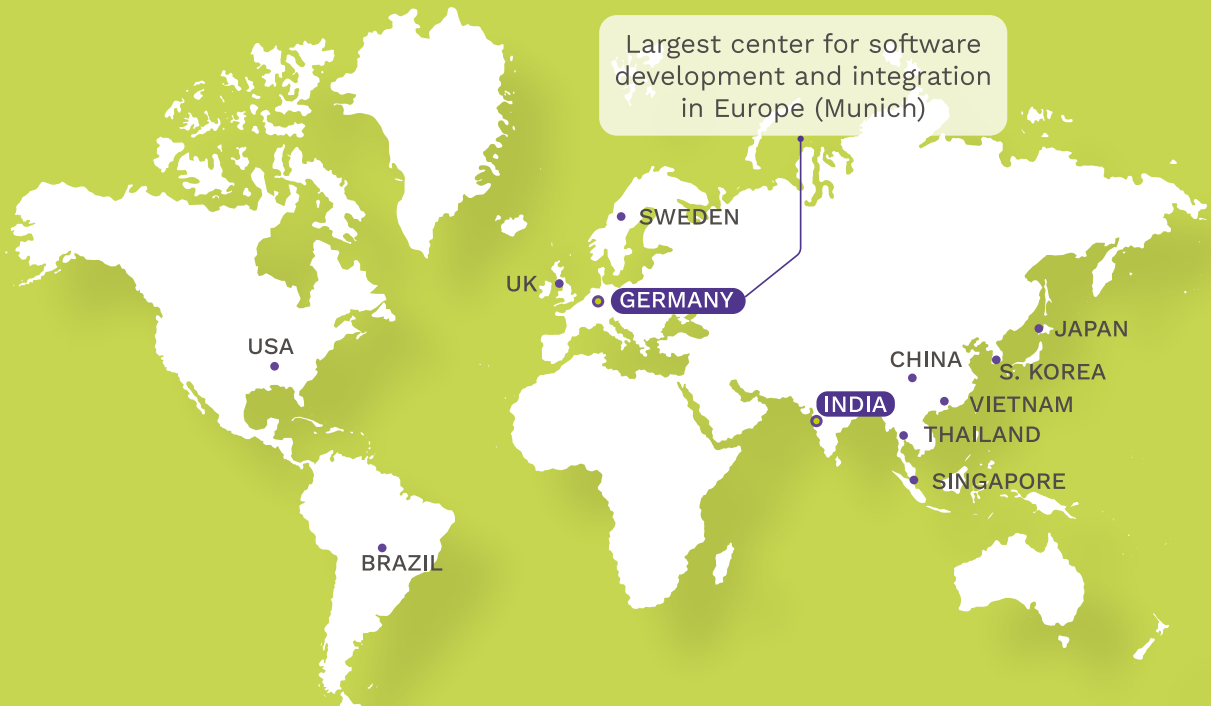 Largest center for software
development and integration
in Europe (Munich)
SWEDEN
UK
GERMANY
USA
JAPAN
CHINA
S. KOREA
INDIA
VIETNAM
THAILAND
SINGAPORE
BRAZIL